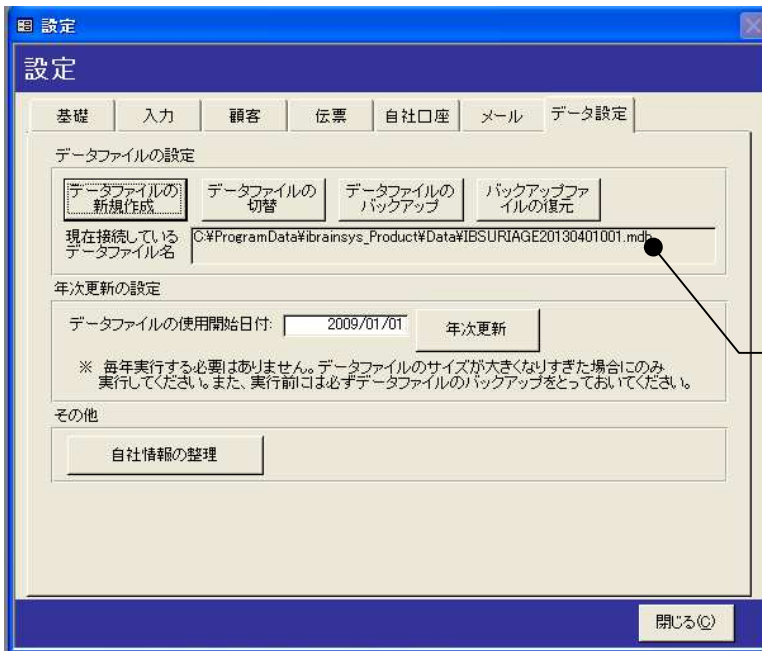 設定
設定
基礎 入力 顧客 伝票 自社口座 メール データ設定
データファイルの設定
データファイルの
新規作成
データファイルの
切替
データファイルの
バックアップ
バックアップファ
イルの復元
現在接続している
データファイル名
C:¥ProgramData¥ibrainsys_Product¥Data¥IBSURIAGE20130401001.mdb
年次更新の設定
データファイルの使用開始日付: 2009/01/01 年次更新
※ 毎年実行する必要はありません。データファイルのサイズが大きくなりすぎた場合にのみ
実行してください。また、実行前には必ずデータファイルのバックアップをとっておいてください。
その他
自社情報の整理
閉じる(C)